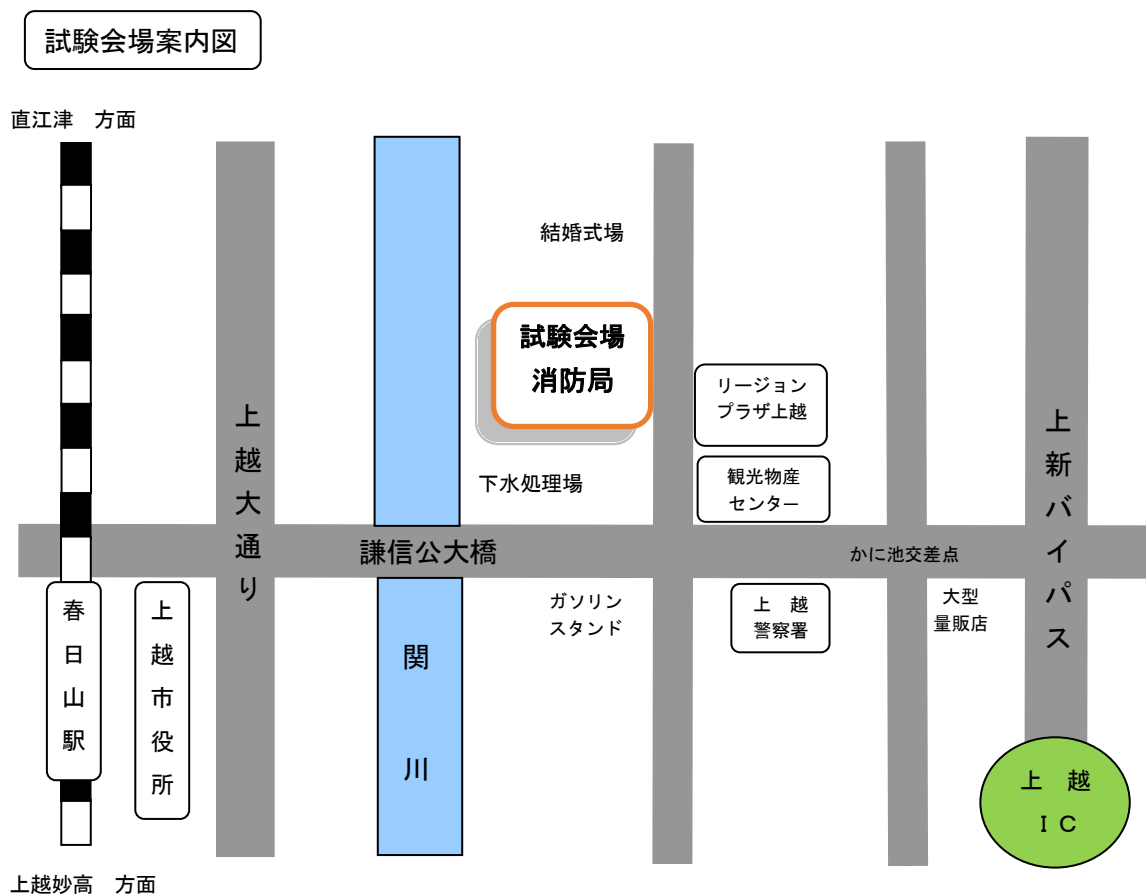 試験会場案内図
直江津　方面
結婚式場
試験会場
消防局
リージョン
プラザ上越
上越大通り
上新バイパス
下水処理場
観光物産
センター
謙信公大橋
かに池交差点
ガソリン
スタンド
上　越
警察署
大型
量販店
春日山駅
上越市役所
関川
上　越
ＩＣ
上越妙高　方面